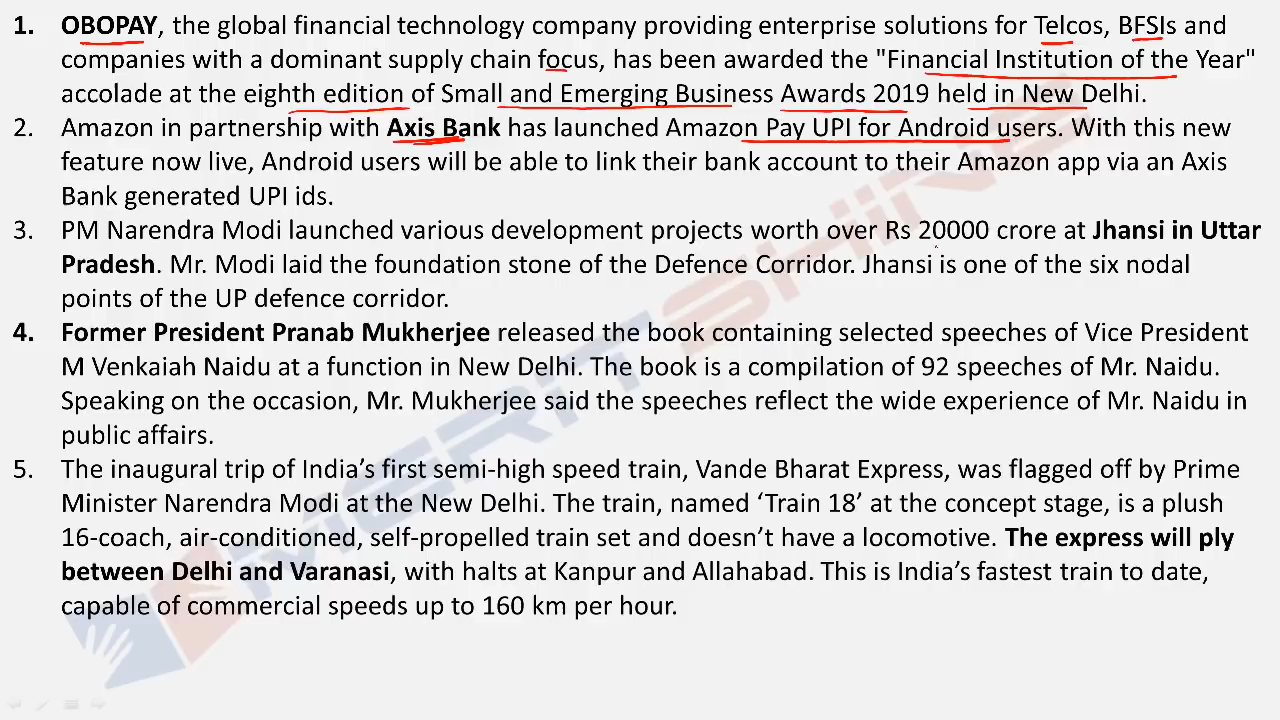 1. OBOPAY, the global financial technology company providing enterprise solutions for Telcos, BFSIs and
companies with a dominant supply chain focus, has been awarded the "Financial Institution of the Year"
accolade at the eighth edition of Small and Emerging Business Awards 2019 held in New Delhi.
2. Amazon in partnership with Axis Bank has launched Amazon Pay UPI for Android users. With this new
feature now live, Android users will be able to link their bank account to their Amazon app via an Axis
Bank generated UPI ids.
3. PM Narendra Modi launched various development projects worth over Rs 20000 crore at Jhansi in Uttar
Pradesh. Mr. Modi laid the foundation stone of the Defence Corridor. Jhansi is one of the six nodal
points of the UP defence corridor.
4. Former President Pranab Mukherjee released the book containing selected speeches of Vice President
M Venkaiah Naidu at a function in New Delhi. The book is a compilation of 92 speeches of Mr. Naidu.
Speaking on the occasion, Mr. Mukherjee said the speeches reflect the wide experience of Mr. Naidu in
public affairs.
5. The inaugural trip of India’s first semi-high speed train, Vande Bharat Express, was flagged off by Prime
Minister Narendra Modi at the New Delhi. The train, named ‘Train 18’ at the concept stage, is a plush
16-coach, air-conditioned, self-propelled train set and doesn’t have a locomotive. The express will ply
between Delhi and Varanasi, with halts at Kanpur and Allahabad. This is India’s fastest train to date,
capable of commercial speeds up to 160 km per hour.
MERIT SHINE